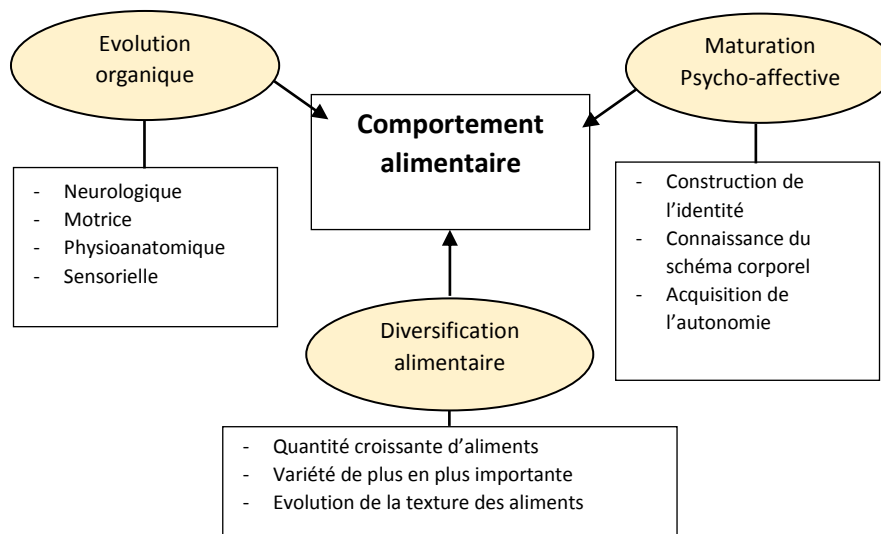 Evolution
organique
Maturation
Psycho-affective
Comportement
alimentaire
- Neurologique
- Motrice
- Physioanatomique
- Sensorielle
- Construction de
l’identité
- Connaissance du
schéma corporel
- Acquisition de
l’autonomie
Diversification
alimentaire
- Quantité croissante d’aliments
- Variété de plus en plus importante
- Evolution de la texture des aliments